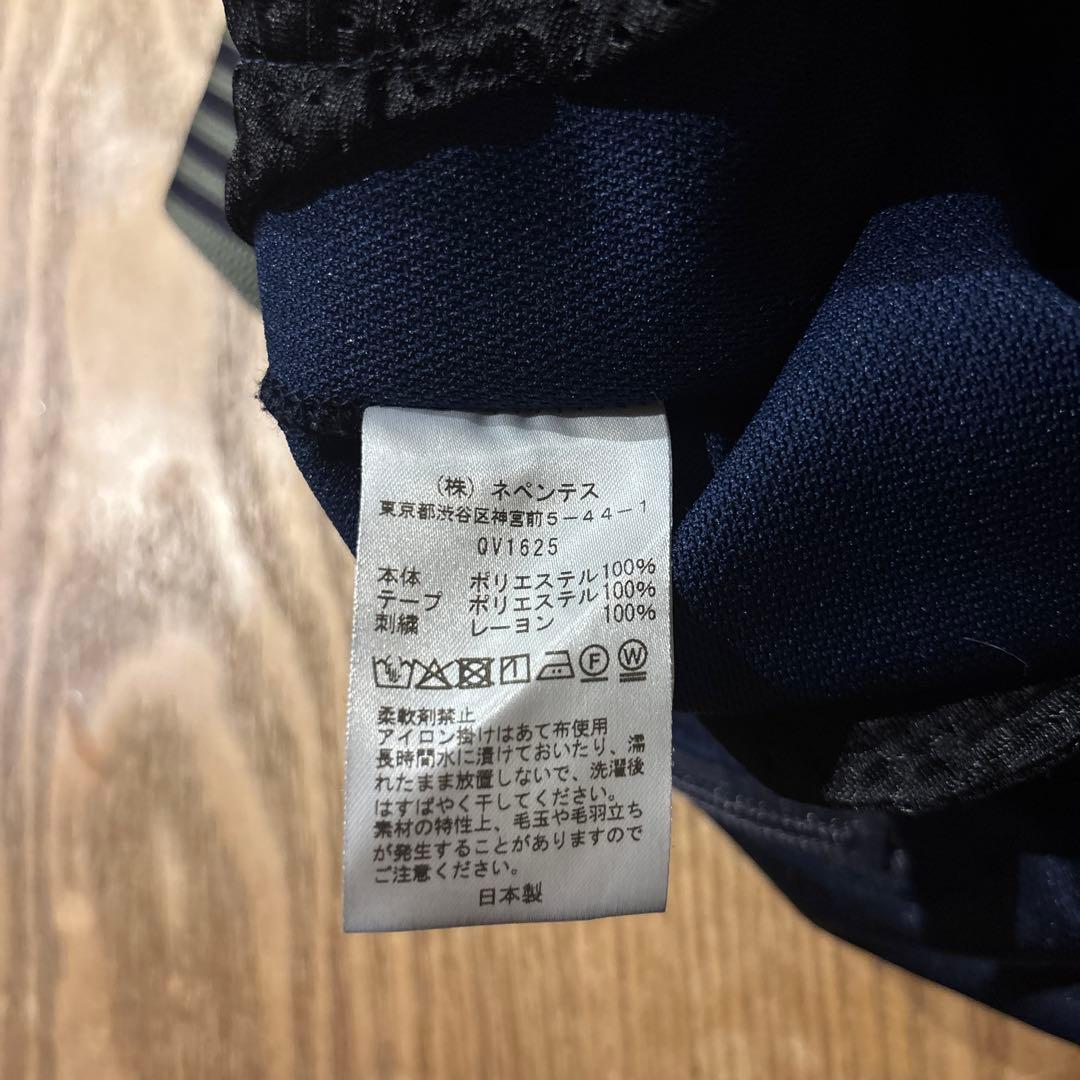 (株) ネペンテス
東京都渋谷区神宮前5-44-1
QV1625
本体 ポリエステル 100%
テープ ポリエステル 100%
刺繍 レーヨン 100%
F W
柔軟剤禁止
アイロン掛けはあて布使用
長時間水に漬けておいたり、濡
れたまま放置しないで、洗濯後
はすばやく干してください。
素材の特性上、毛玉や毛羽立ち
が発生することがありますので
ご注意ください。
日本製